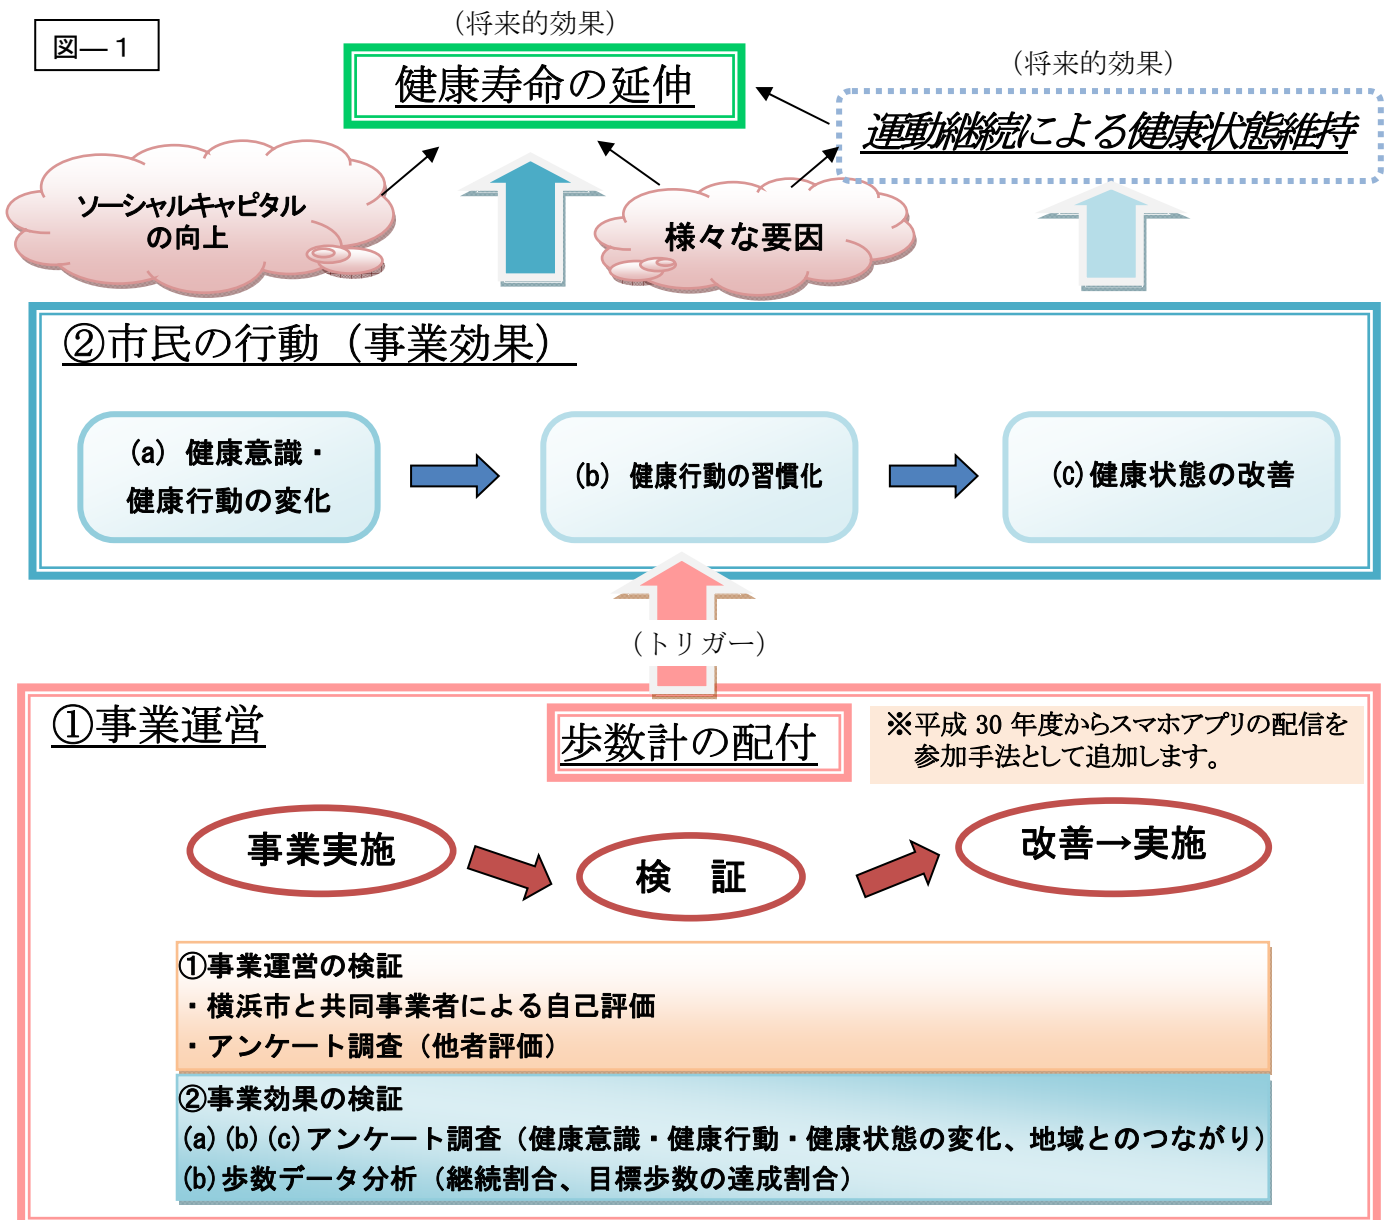 図―1
（将来的効果）
健康寿命の延伸
（将来的効果）
運動継続による健康状態維持
ソーシャルキャピタル
の向上
様々な要因
②市民の行動（事業効果）
(a) 健康意識・
健康行動の変化
(b) 健康行動の習慣化
(c)健康状態の改善
（トリガー）
①事業運営
歩数計の配付
※平成 30 年度からスマホアプリの配信を
参加手法として追加します。
事業実施
検　証
改善→実施
①事業運営の検証
・横浜市と共同事業者による自己評価
・アンケート調査（他者評価）
②事業効果の検証
(a)(b)(c)アンケート調査（健康意識・健康行動・健康状態の変化、地域とのつながり）
(b)歩数データ分析（継続割合、目標歩数の達成割合）